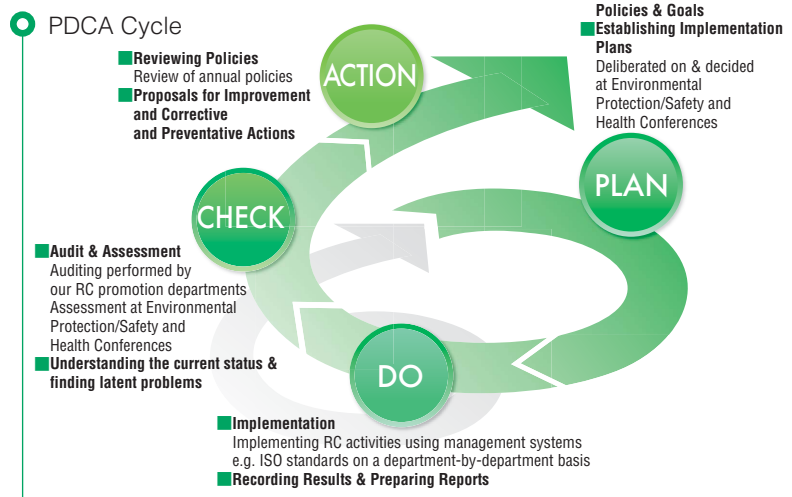 PDCA Cycle
Policies & Goals
Establishing Implementation
Plans
Deliberated on & decided
at Environmental
Protection/Safety and
Health Conferences
Reviewing Policies
Review of annual policies
Proposals for Improvement
and Corrective
and Preventative Actions
ACTION
PLAN
CHECK
Audit & Assessment
Auditing performed by
our RC promotion departments
Assessment at Environmental
Protection/Safety and
Health Conferences
Understanding the current status &
finding latent problems
DO
Implementation
Implementing RC activities using management systems
e.g. ISO standards on a department-by-department basis
Recording Results & Preparing Reports